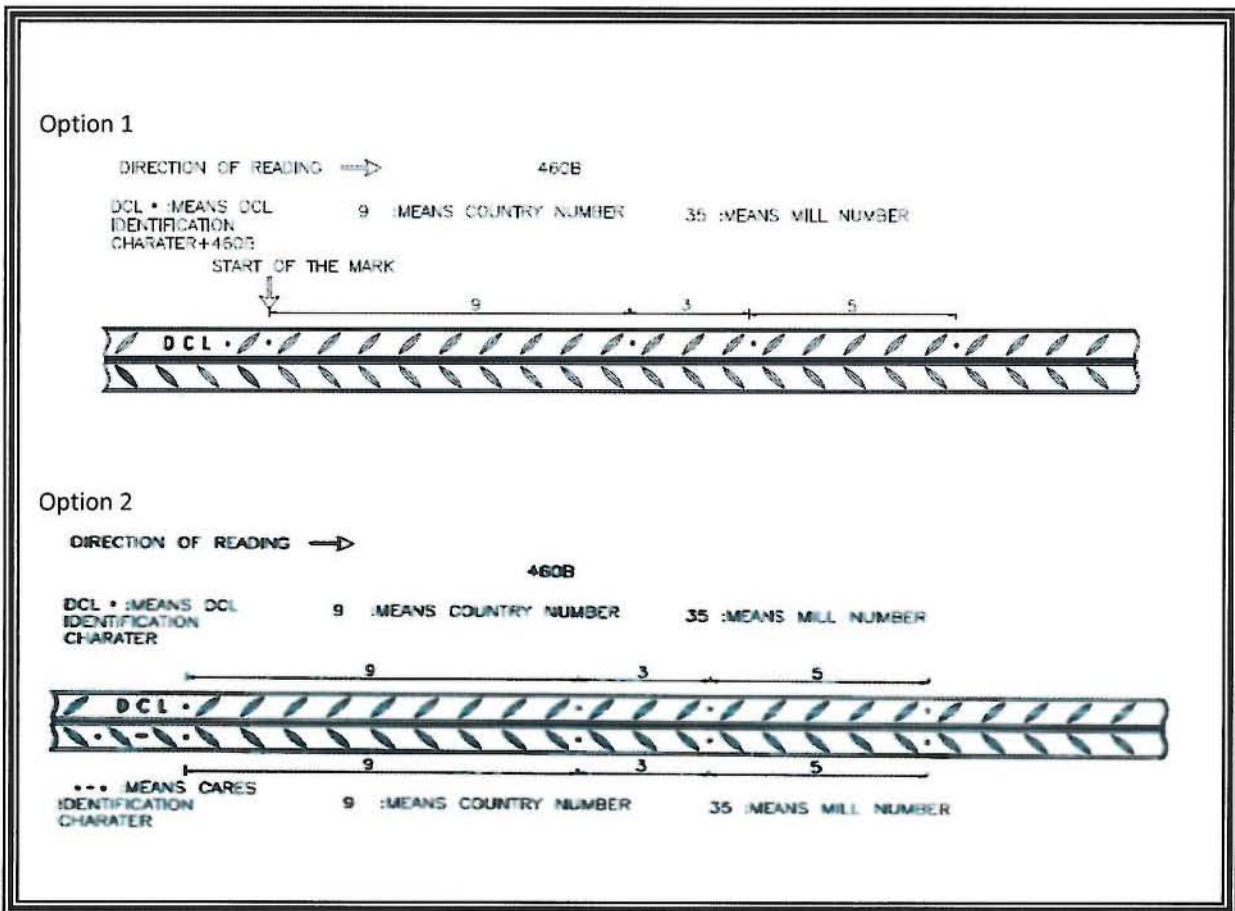 Option 1
DIRECTION OF READING
460B
DCL • :MEANS DCL
IDENTIFICATION
CHARATER+460B
9 :MEANS COUNTRY NUMBER
35 :MEANS MILL NUMBER
START OF THE MARK
9 3 5
DCL
Option 2
DIRECTION OF READING
460B
DCL • :MEANS DCL
IDENTIFICATION
CHARATER
9 :MEANS COUNTRY NUMBER
35 :MEANS MILL NUMBER
9 3 5
DCL
9 3 5
• • • :MEANS CARES
IDENTIFICATION
CHARATER
9 :MEANS COUNTRY NUMBER
35 :MEANS MILL NUMBER